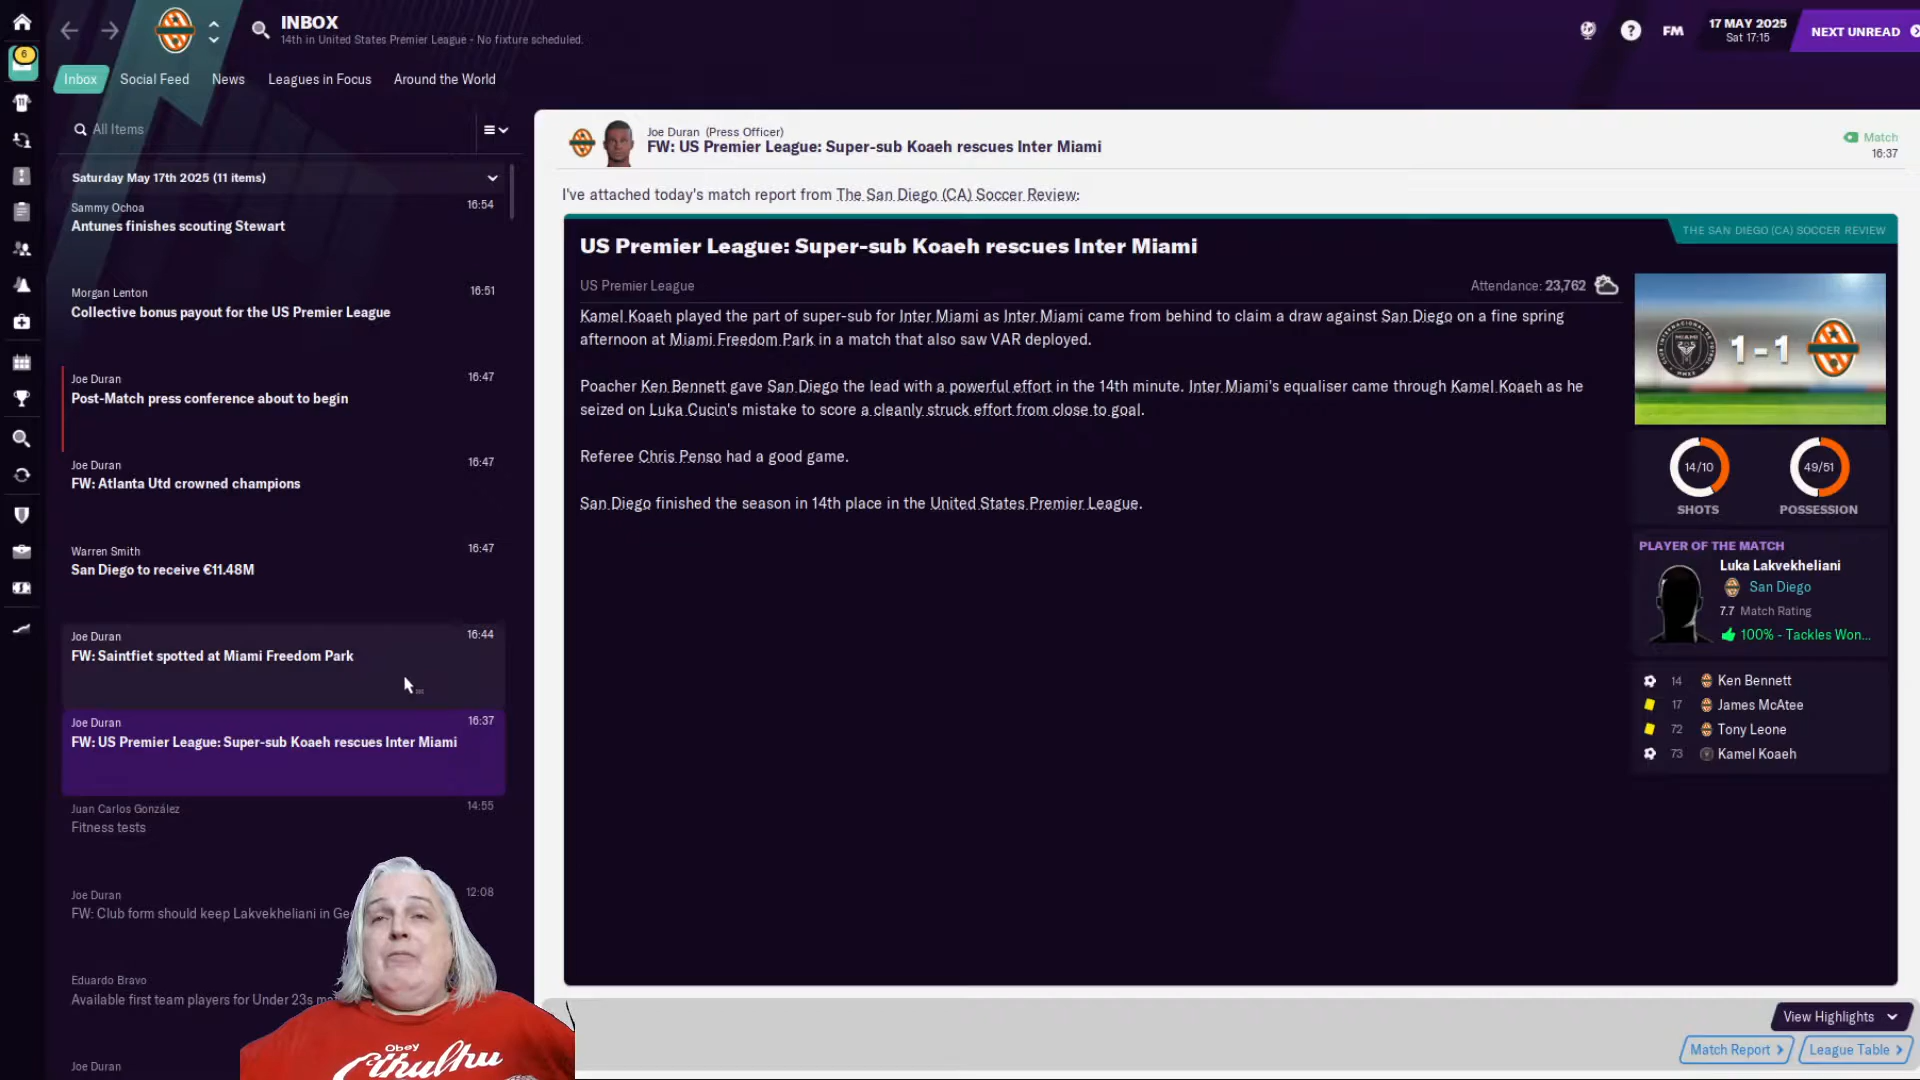 INBOX
14th in United States Premier League - No fixture scheduled.
FM
17 MAY 2025
Sat 17:15
NEXT UNREAD
6
Inbox
Social Feed
News
Leagues in Focus
Around the World
All Items
Saturday May 17th 2025 (11 items)
Sammy Ochoa
16:54
Antunes finishes scouting Stewart
Morgan Lenton
16:51
Collective bonus payout for the US Premier League
Joe Duran
16:47
Post-Match press conference about to begin
Joe Duran
16:47
FW: Atlanta Utd crowned champions
Warren Smith
16:47
San Diego to receive €11.48M
Joe Duran
16:44
FW: Saintfiet spotted at Miami Freedom Park
Joe Duran
16:37
FW: US Premier League: Super-sub Koaeh rescues Inter Miami
Juan Carlos González
14:55
Fitness tests
Joe Duran
12:08
FW: Club form should keep Lakvekheliani in
Eduardo Bravo
Available first team players for Under 23s
Joe Duran
Obey
Cthulhu
Joe Duran (Press Officer)
FW: US Premier League: Super-sub Koaeh rescues Inter Miami
Match
16:37
I've attached today's match report from The San Diego (CA) Soccer Review:
THE SAN DIEGO (CA) SOCCER REVIEW
US Premier League: Super-sub Koaeh rescues Inter Miami
US Premier League
Attendance: 23,762
Kamel Koaeh played the part of super-sub for Inter Miami as Inter Miami came from behind to claim a draw against San Diego on a fine spring
afternoon at Miami Freedom Park in a match that also saw VAR deployed.
Poacher Ken Bennett gave San Diego the lead with a powerful effort in the 14th minute. Inter Miami's equaliser came through Kamel Koaeh as he
seized on Luka Cucin's mistake to score a cleanly struck effort from close to goal.
Referee Chris Penso had a good game.
San Diego finished the season in 14th place in the United States Premier League.
1-1
14/10
SHOTS
49/51
POSSESSION
PLAYER OF THE MATCH
Luka Lakvekheliani
San Diego
7.7 Match Rating
100% - Tackles Won...
14 Ken Bennett
17 James McAtee
72 Tony Leone
73 Kamel Koaeh
View Highlights
Match Report
League Table